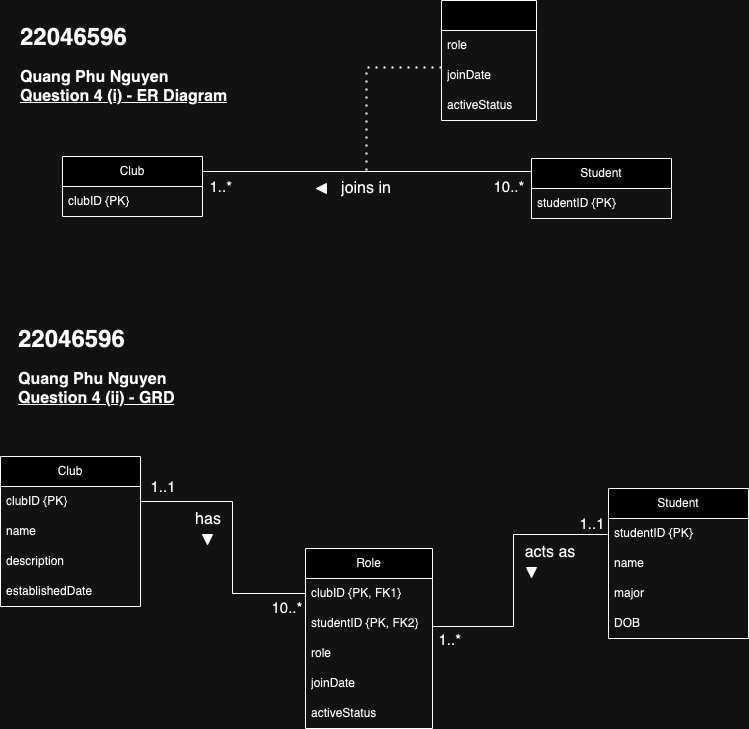 22046596
Quang Phu Nguyen
Question 4 (i) - ER Diagram
role
joinDate
activeStatus
Club
clubID {PK}
1..*
◀ joins in
10..*
Student
studentID {PK}
22046596
Quang Phu Nguyen
Question 4 (ii) - GRD
Club
clubID {PK}
name
description
establishedDate
1..1
has
▼
10..*
Role
clubID {PK, FK1}
studentID {PK, FK2}
role
joinDate
activeStatus
1..*
acts as
▼
1..1
Student
studentID {PK}
name
major
DOB